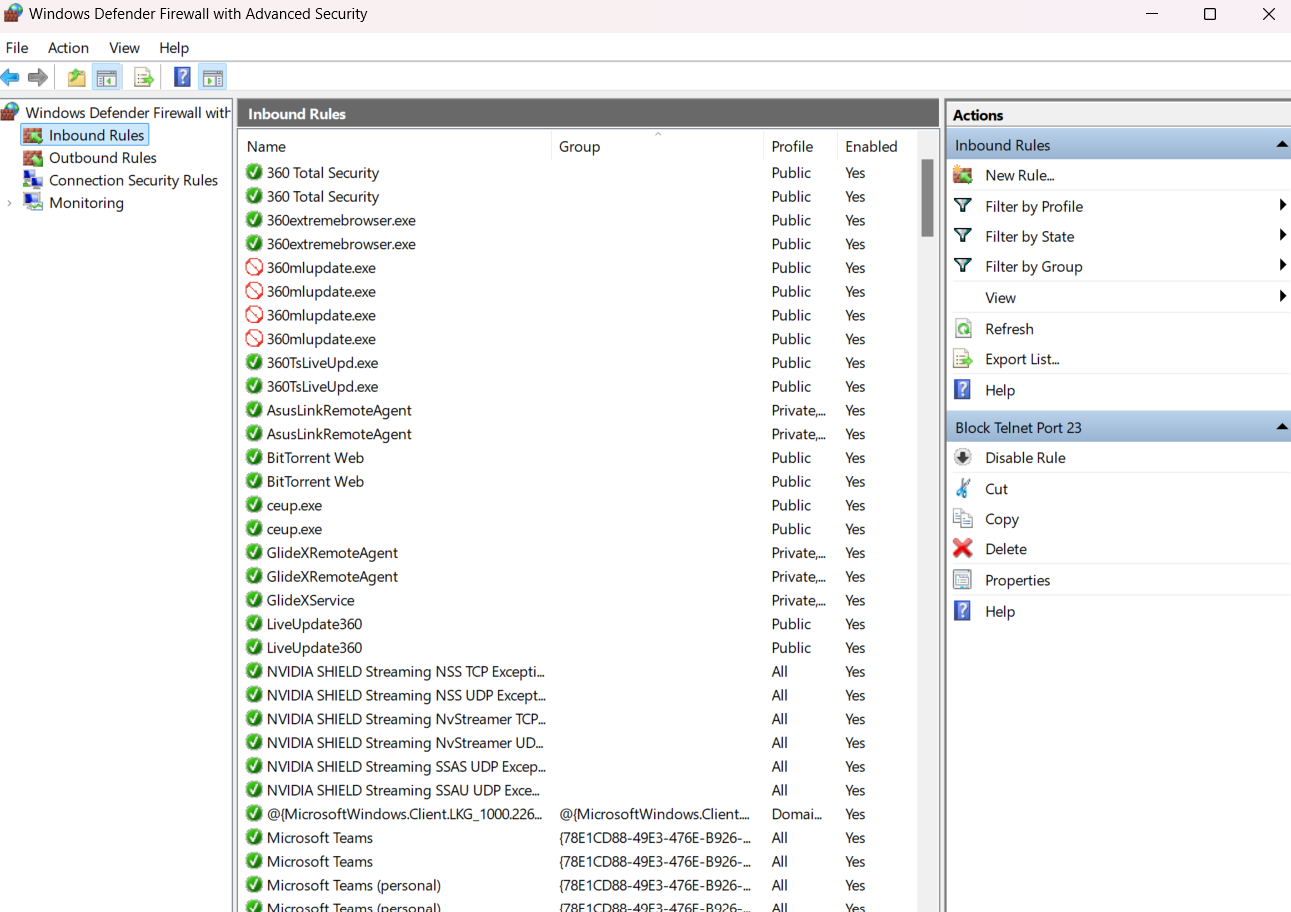 Windows Defender Firewall with Advanced Security
File Action View Help
Windows Defender Firewall with
Inbound Rules
Outbound Rules
Connection Security Rules
Monitoring
Inbound Rules
Name Group Profile Enabled
360 Total Security Public Yes
360 Total Security Public Yes
360extremebrowser.exe Public Yes
360extremebrowser.exe Public Yes
360mlupdate.exe Public Yes
360mlupdate.exe Public Yes
360mlupdate.exe Public Yes
360mlupdate.exe Public Yes
360TsLiveUpd.exe Public Yes
360TsLiveUpd.exe Public Yes
AsusLinkRemoteAgent Private,... Yes
AsusLinkRemoteAgent Private,... Yes
BitTorrent Web Public Yes
BitTorrent Web Public Yes
ceup.exe Public Yes
ceup.exe Public Yes
GlideXRemoteAgent Private,... Yes
GlideXRemoteAgent Private,... Yes
GlideXService Private,... Yes
LiveUpdate360 Public Yes
LiveUpdate360 Public Yes
NVIDIA SHIELD Streaming NSS TCP Excepti... All Yes
NVIDIA SHIELD Streaming NSS UDP Except... All Yes
NVIDIA SHIELD Streaming NvStreamer TCP... All Yes
NVIDIA SHIELD Streaming NvStreamer UD... All Yes
NVIDIA SHIELD Streaming SSAS UDP Excep... All Yes
NVIDIA SHIELD Streaming SSAU UDP Exce... All Yes
@{MicrosoftWindows.Client.LKG_1000.226... @{MicrosoftWindows.Client.... Domai... Yes
Microsoft Teams {78E1CD88-49E3-476E-B926-... All Yes
Microsoft Teams {78E1CD88-49E3-476E-B926-... All Yes
Microsoft Teams (personal) {78E1CD88-49E3-476E-B926-... All Yes
Microsoft Teams (personal) {78E1CD88-49E3-476E-B926-... All Yes
Actions
Inbound Rules
New Rule...
Filter by Profile
Filter by State
Filter by Group
View
Refresh
Export List...
Help
Block Telnet Port 23
Disable Rule
Cut
Copy
Delete
Properties
Help